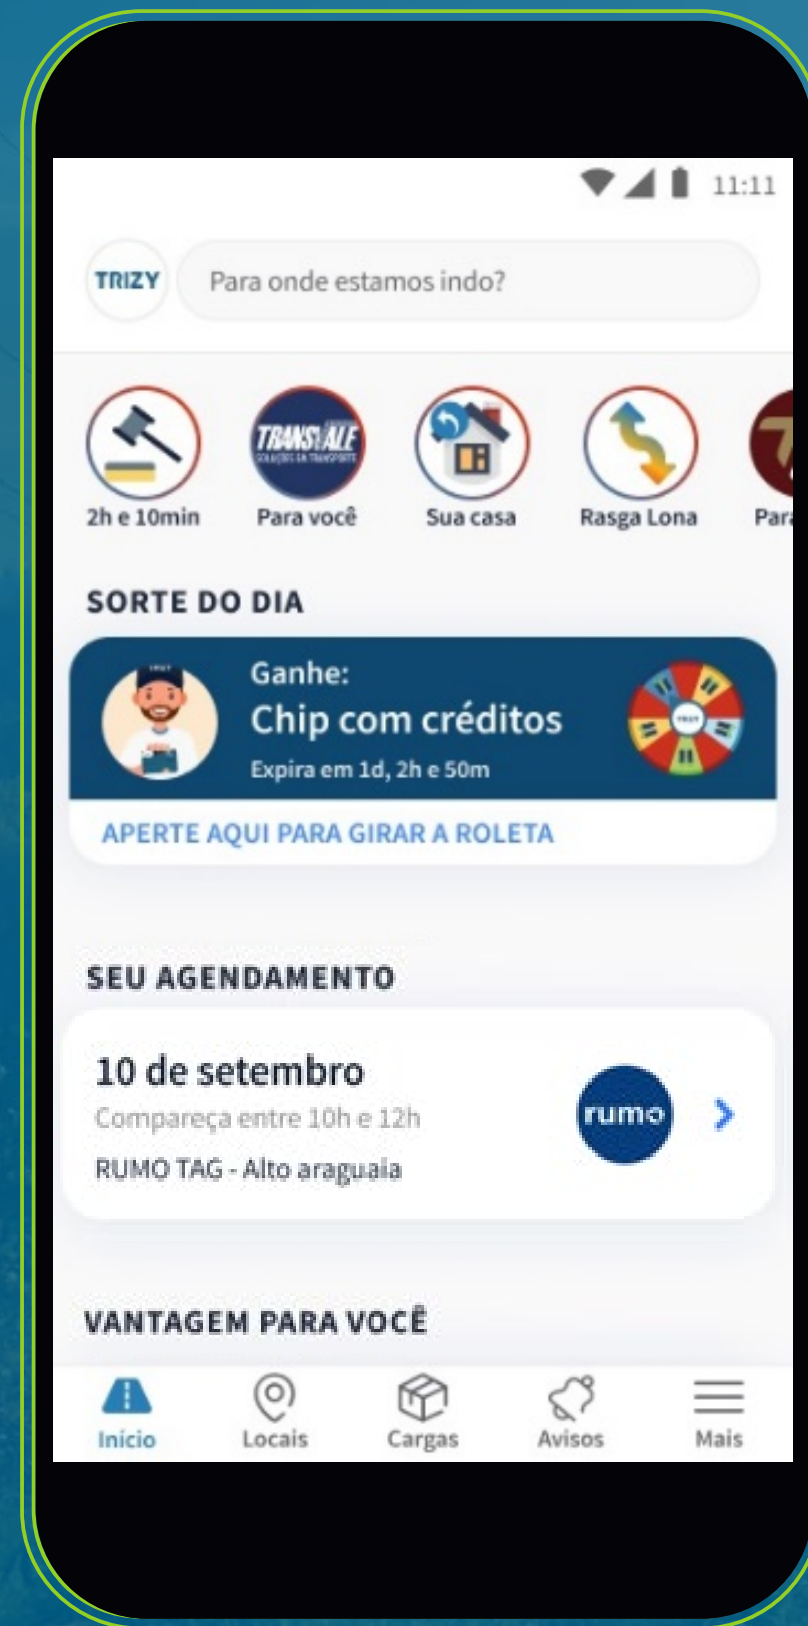 11:11
TRIZY
Para onde estamos indo?
2h e 10min
Para você
Sua casa
Rasga Lona
Para
SORTE DO DIA
Ganhe:
Chip com créditos
Expira em 1d, 2h e 50m
APERTE AQUI PARA GIRAR A ROLETA
SEU AGENDAMENTO
10 de setembro
Compareça entre 10h e 12h
RUMO TAG - Alto araguaia
rumo
VANTAGEM PARA VOCÊ
Início
Locais
Cargas
Avisos
Mais